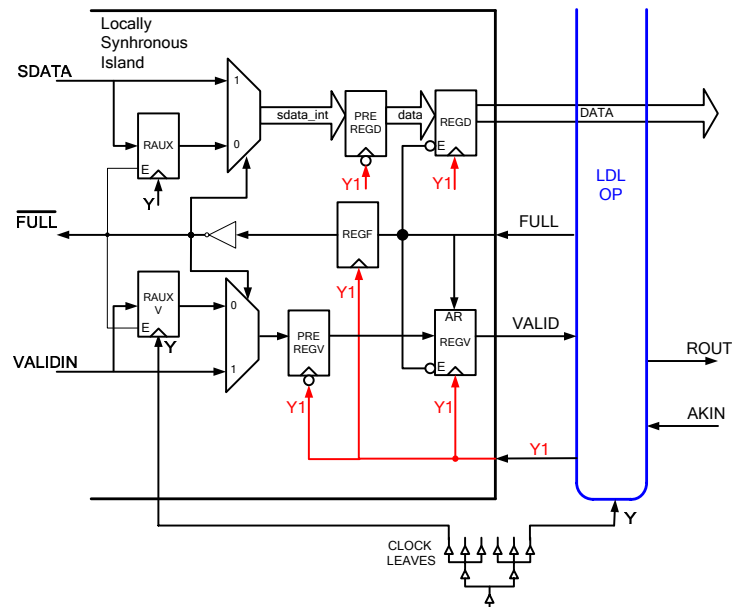 Locally
Synhronous
Island
SDATA
1
sdata_int
PRE
REGD
data
REGD
DATA
RAUX
0
E
E
Y
Y1
Y1
LDL
OP
FULL
REGF
FULL
RAUX
V
0
Y1
AR
E
Y
PRE
REGV
REGV
VALID
VALIDIN
1
E
ROUT
Y1
Y1
AKIN
Y1
Y
CLOCK
LEAVES